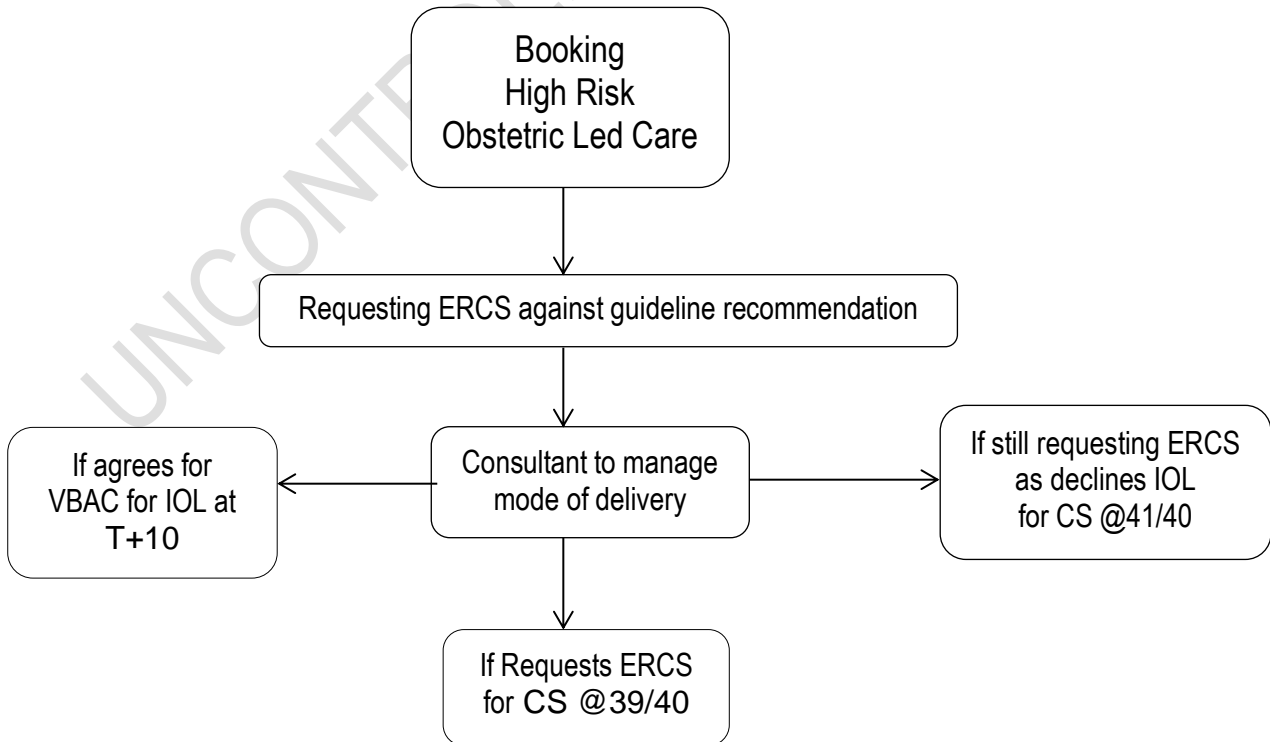 Booking
High Risk
Obstetric Led Care
Requesting ERCS against guideline recommendation
If agrees for
VBAC for IOL at
T+10
Consultant to manage
mode of delivery
If still requesting ERCS
as declines IOL
for CS @41/40
If Requests ERCS
for CS @39/40